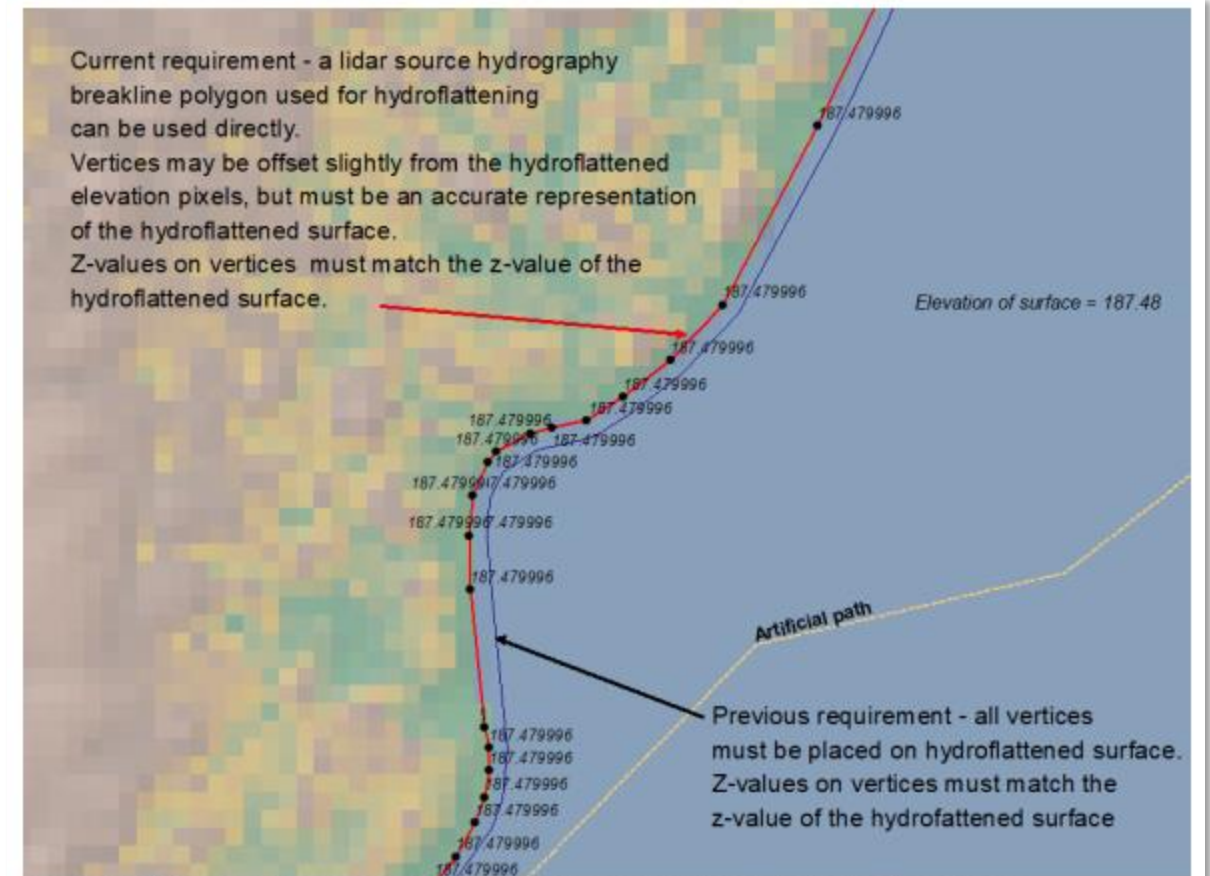 Current requirement - a lidar source hydrography
breakline polygon used for hydroflattening
can be used directly.
Vertices may be offset slightly from the hydroflattened
elevation pixels, but must be an accurate representation
of the hydroflattened surface.
Z-values on vertices must match the z-value of the
hydroflattened surface.
187.479996
187.479996
Elevation of surface = 187.48
187.479996
187.479996
187.479996
187.479996
187.479996
187.479996
187.479996
187.479996
187.479996
Artificial path
Previous requirement - all vertices
must be placed on hydroflattened surface.
Z-values on vertices must match the
z-value of the hydrofattened surface
187.479996
187.479996
187.479996
187.479996
187.479996
187.479996